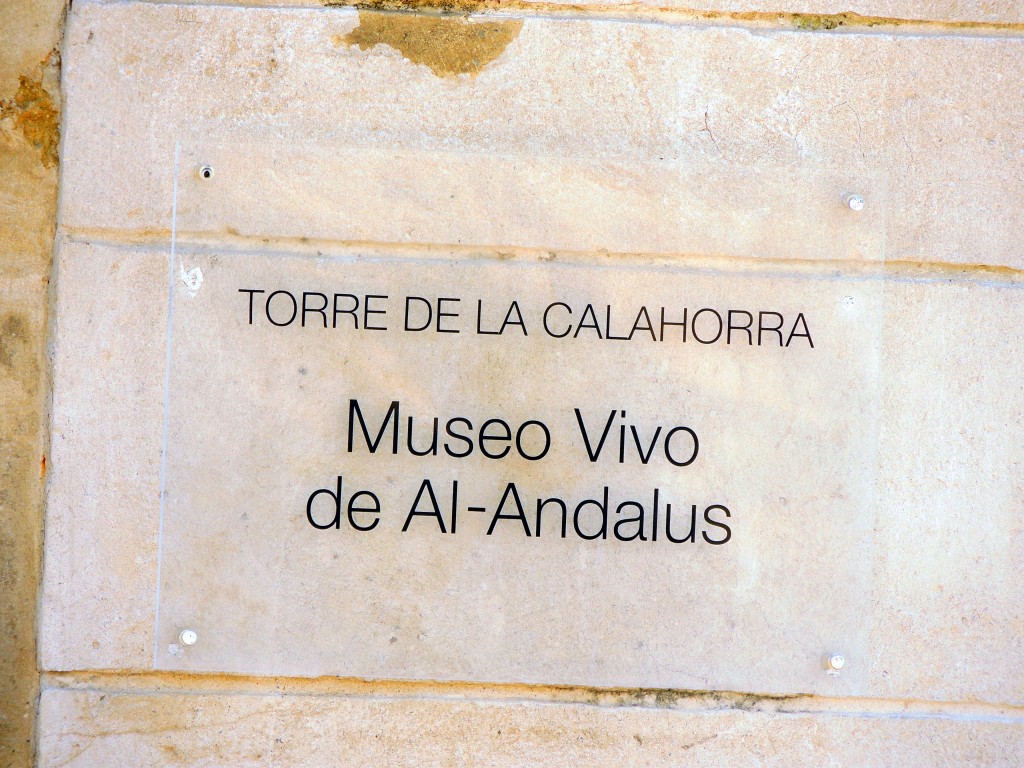 TORRE DE LA CALAHORRA
Museo Vivo
de Al-Andalus